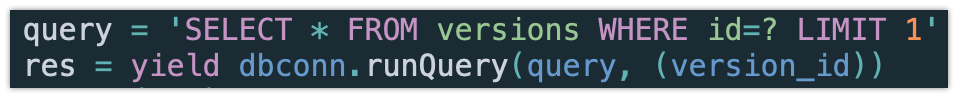 query = 'SELECT * FROM versions WHERE id=? LIMIT 1'
res = yield dbconn.runQuery(query, (version_id))